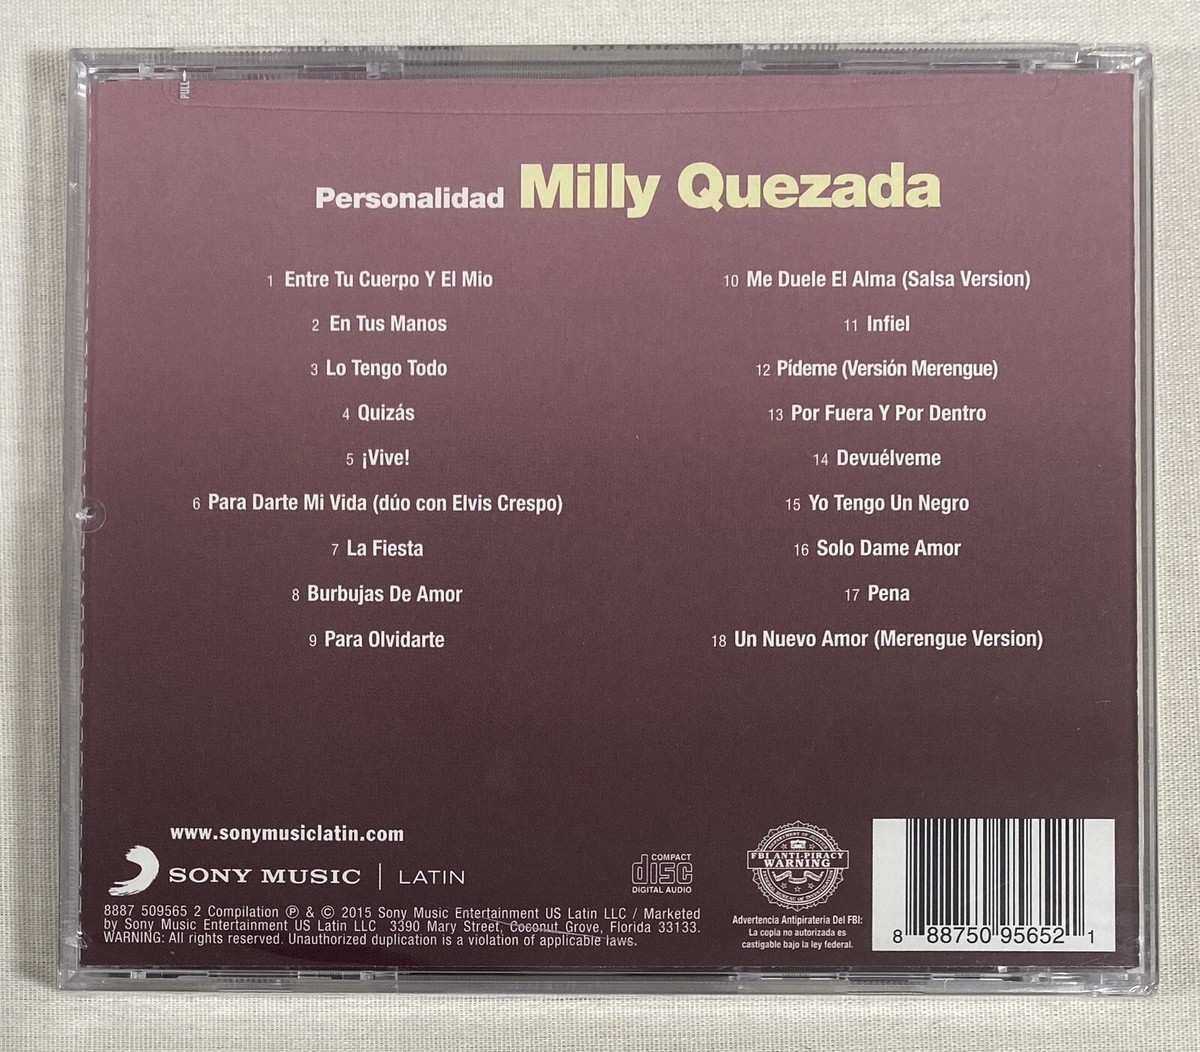 PULL
Personalidad Milly Quezada
1 Entre Tu Cuerpo Y El Mio
2 En Tus Manos
3 Lo Tengo Todo
4 Quizás
5 ¡Vive!
6 Para Darte Mi Vida (dúo con Elvis Crespo)
7 La Fiesta
8 Burbujas De Amor
9 Para Olvidarte
10 Me Duele El Alma (Salsa Version)
11 Infiel
12 Pídeme (Versión Merengue)
13 Por Fuera Y Por Dentro
14 Devuélveme
15 Yo Tengo Un Negro
16 Solo Dame Amor
17 Pena
18 Un Nuevo Amor (Merengue Version)
www.sonymusiclatin.com
SONY MUSIC | LATIN
8887 509565 2 Compilation ℗ & © 2015 Sony Music Entertainment US Latin LLC / Marketed
by Sony Music Entertainment US Latin LLC 3390 Mary Street, Coconut Grove, Florida 33133.
WARNING: All rights reserved. Unauthorized duplication is a violation of applicable laws.
COMPACT
disc
DIGITAL AUDIO
FBI ANTI-PIRACY
WARNING
Advertencia Antipirateria Del FBI:
La copia no autorizada es
castigable bajo la ley federal.
8 88750 95652 1